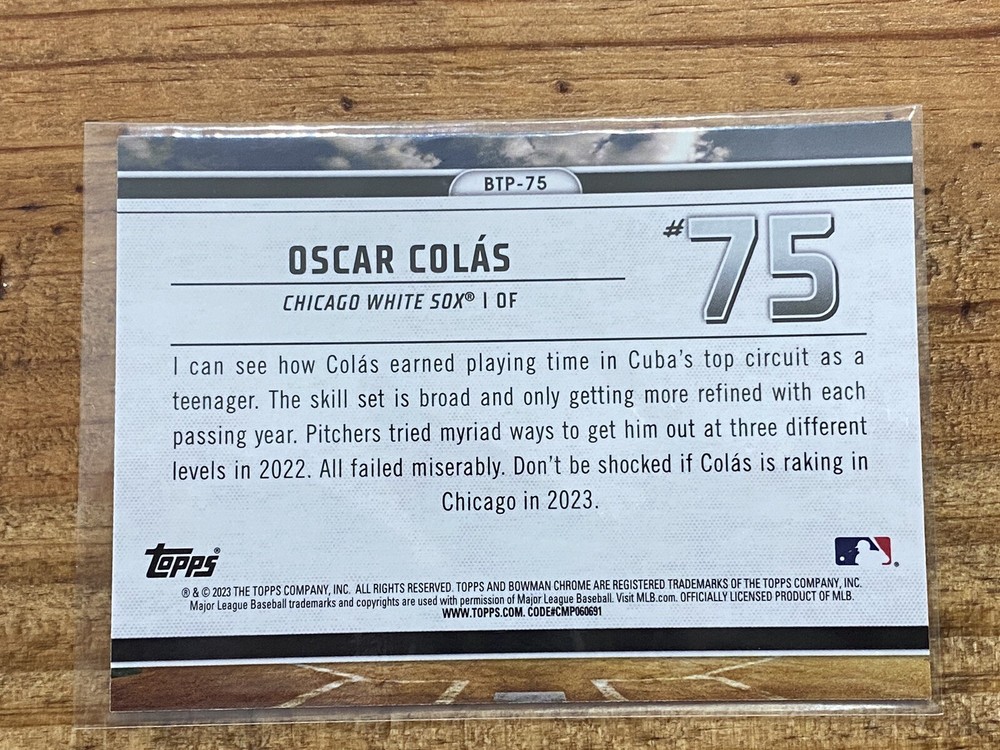 BTP-75
#75
OSCAR COLÁS
CHICAGO WHITE SOX® | OF
I can see how Colás earned playing time in Cuba's top circuit as a
teenager. The skill set is broad and only getting more refined with each
passing year. Pitchers tried myriad ways to get him out at three different
levels in 2022. All failed miserably. Don't be shocked if Colás is raking in
Chicago in 2023.
topps®
® & © 2023 THE TOPPS COMPANY, INC. ALL RIGHTS RESERVED. TOPPS AND BOWMAN CHROME ARE REGISTERED TRADEMARKS OF THE TOPPS COMPANY, INC.
Major League Baseball trademarks and copyrights are used with permission of Major League Baseball. Visit MLB.com. OFFICIALLY LICENSED PRODUCT OF MLB.
WWW.TOPPS.COM. CODE#CMP060691